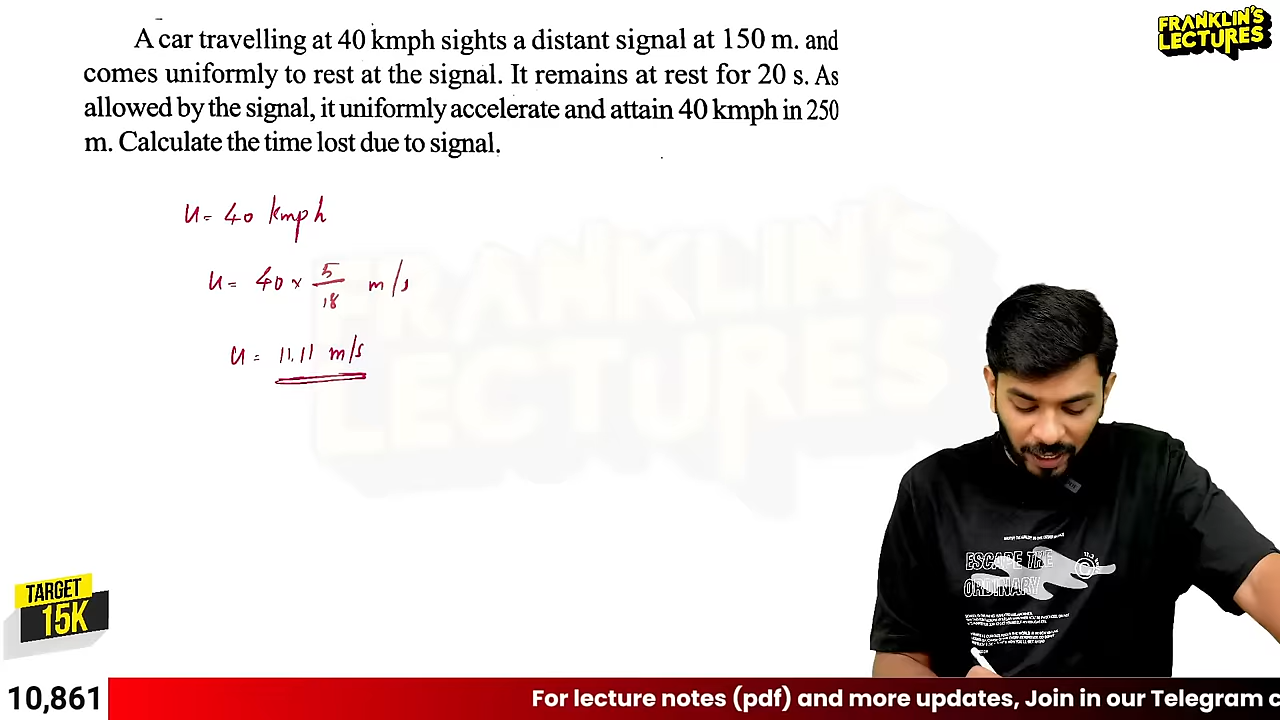 FRANKLIN'S
LECTURES
A car travelling at 40 kmph sights a distant signal at 150 m. and
comes uniformly to rest at the signal. It remains at rest for 20 s. As
allowed by the signal, it uniformly accelerate and attain 40 kmph in 250
m. Calculate the time lost due to signal.
u = 40 kmph
u = 40 × 5/18 m/s
u = 11.11 m/s
FRANKLIN'S
LECTURES
ESCAPE THE
ORDINARY
TARGET
15K
10,861
For lecture notes (pdf) and more updates, Join in our Telegram c